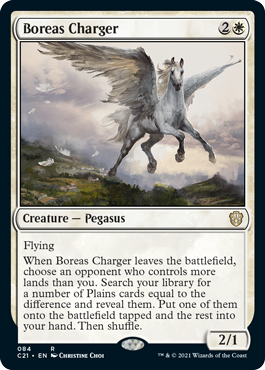 Boreas Charger 2
Creature — Pegasus
Flying
When Boreas Charger leaves the battlefield,
choose an opponent who controls more
lands than you. Search your library for
a number of Plains cards equal to the
difference and reveal them. Put one of them
onto the battlefield tapped and the rest into
your hand. Then shuffle.
2/1
084 R
C21 • EN Christine Choi ™ & © 2021 Wizards of the Coast